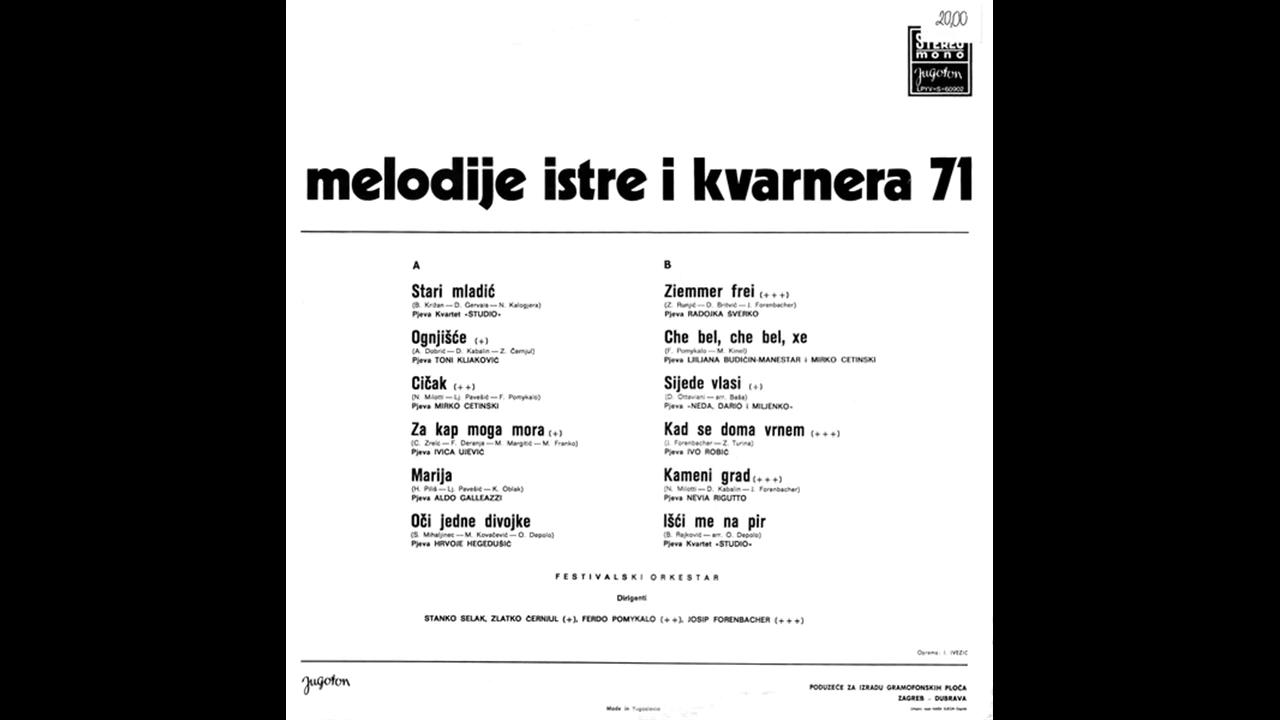 20,00
STEREO
mono
Jugoton
LPYV-S-60902
melodije istre i kvarnera 71
A
Stari mladić
(B. Križan — D. Gervais — N. Kalogjera)
Pjeva Kvartet »STUDIO«
Ognjišće (+)
(A. Dobrić — D. Kabalin — Z. Černjul)
Pjeva TONI KLJAKOVIĆ
Cičak (++)
(N. Milotti — Lj. Pavešić — F. Pomykalo)
Pjeva MIRKO CETINSKI
Za kap moga mora (+)
(C. Zrelc — F. Deranja — M. Margitić — M. Franko)
Pjeva IVICA UJEVIĆ
Marija
(H. Piliš — Lj. Pavešić — K. Oblak)
Pjeva ALDO GALLEAZZI
Oči jedne divojke
(S. Mihaljinec — M. Kovačević — O. Depolo)
Pjeva HRVOJE HEGEDUŠIĆ
B
Ziemmer frei (+++)
(Z. Runjić — D. Britvić — J. Forenbacher)
Pjeva RADOJKA ŠVERKO
Che bel, che bel, xe
(F. Pomykalo — M. Kinel)
Pjeva LJILJANA BUDIČIN-MANESTAR i MIRKO CETINSKI
Sijede vlasi (+)
(D. Ottaviani — arr. Baša)
Pjeva »NEDA, DARIO i MILJENKO«
Kad se doma vrnem (+++)
(J. Forenbacher — Z. Turina)
Pjeva IVO ROBIĆ
Kameni grad (+++)
(N. Milotti — D. Kabalin — J. Forenbacher)
Pjeva NEVIA RIGUTTO
Išći me na pir
(B. Rajković — arr. O. Depolo)
Pjeva Kvartet »STUDIO«
FESTIVALSKI ORKESTAR
Dirigenti
STANKO SELAK, ZLATKO ČERNJUL (+), FERDO POMYKALO (++), JOSIP FORENBACHER (+++)
Oprema: I. IVEZIĆ
Jugoton
PODUZEĆE ZA IZRADU GRAMOFONSKIH PLOČA
ZAGREB - DUBRAVA
Made in Yugoslavia